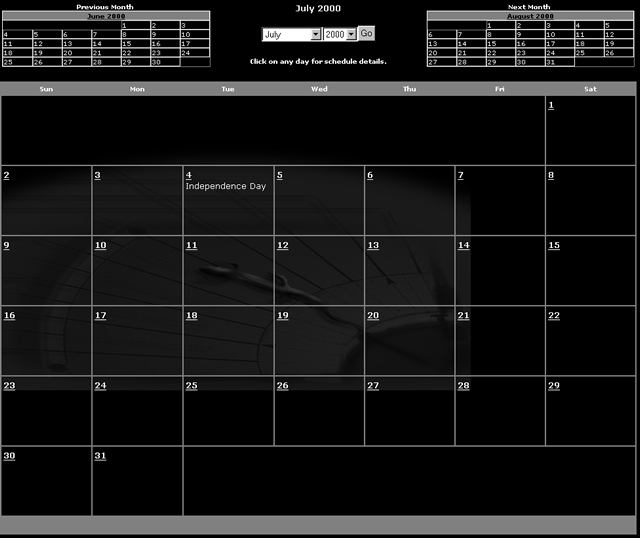 Previous Month
June 2000
1 2 3
4 5 6 7 8 9 10
11 12 13 14 15 16 17
18 19 20 21 22 23 24
25 26 27 28 29 30
July 2000
July 2000 Go
Click on any day for schedule details.
Next Month
August 2000
1 2 3 4 5
6 7 8 9 10 11 12
13 14 15 16 17 18 19
20 21 22 23 24 25 26
27 28 29 30 31
Sun Mon Tue Wed Thu Fri Sat
1
2 3 4 5 6 7 8
Independence Day
9 10 11 12 13 14 15
16 17 18 19 20 21 22
23 24 25 26 27 28 29
30 31